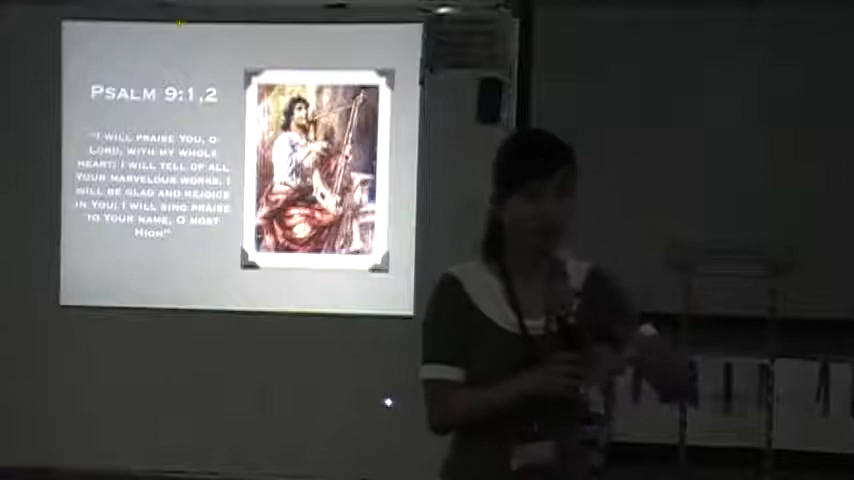 PSALM 9:1,2
"I WILL PRAISE YOU, O
LORD, WITH MY WHOLE
HEART; I WILL TELL OF ALL
YOUR MARVELOUS WORKS. I
WILL BE GLAD AND REJOICE
IN YOU; I WILL SING PRAISE
TO YOUR NAME, O MOST
HIGH"